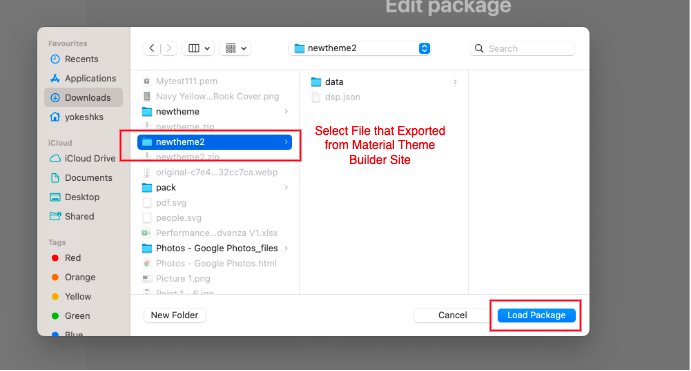 Edit package
Favourites
Recents
Applications
Downloads
yokeshks
iCloud
iCloud Drive
Documents
Desktop
Shared
Tags
Red
Orange
Yellow
Green
Blue
newtheme2
Search
Mytest111.pem
Navy Yellow...Book Cover.png
newtheme
newtheme.zip
newtheme2
newtheme2.zip
original-c7e4...32cc7ca.webp
pack
pdf.svg
people.svg
Performance...dvanza V1.xlsx
Photos - Google Photos_files
Photos - Google Photos.html
Picture 1.png
Point 1 - 6.jpg
data
dsp.json
Select File that Exported
from Material Theme
Builder Site
New Folder
Cancel
Load Package